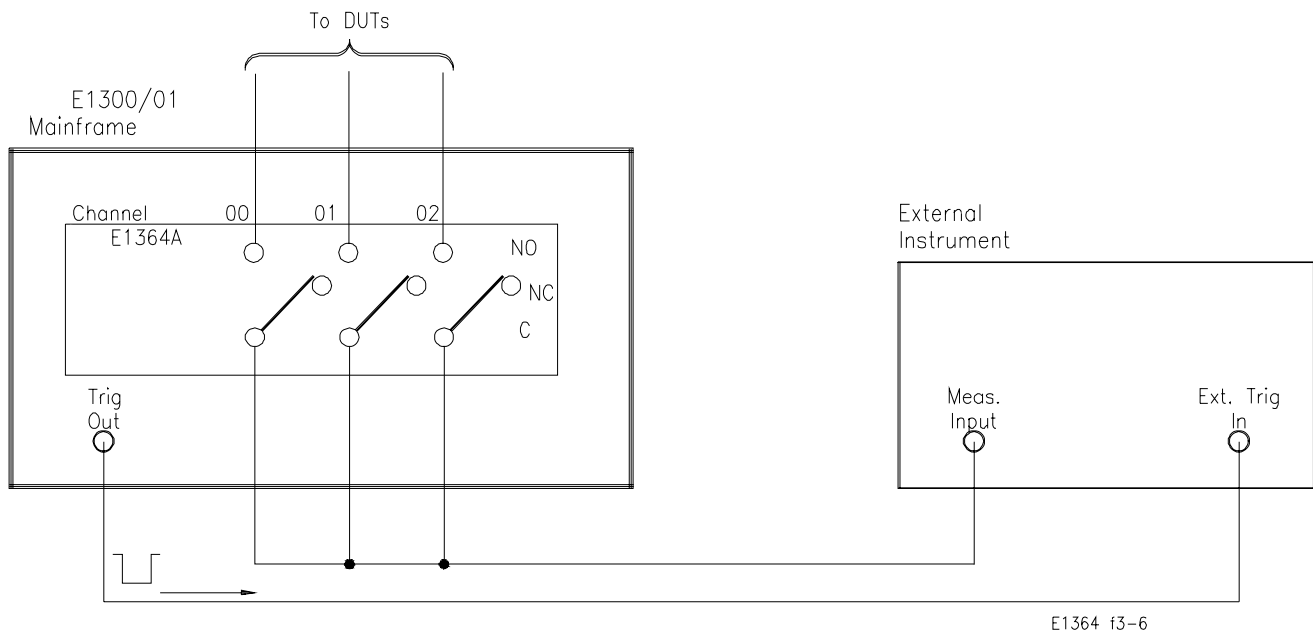 To DUTs
E1300/01
Mainframe
Channel 00 01 02
E1364A
NO
NC
C
Trig
Out
External
Instrument
Meas.
Input
Ext. Trig
In
E1364 f3-6